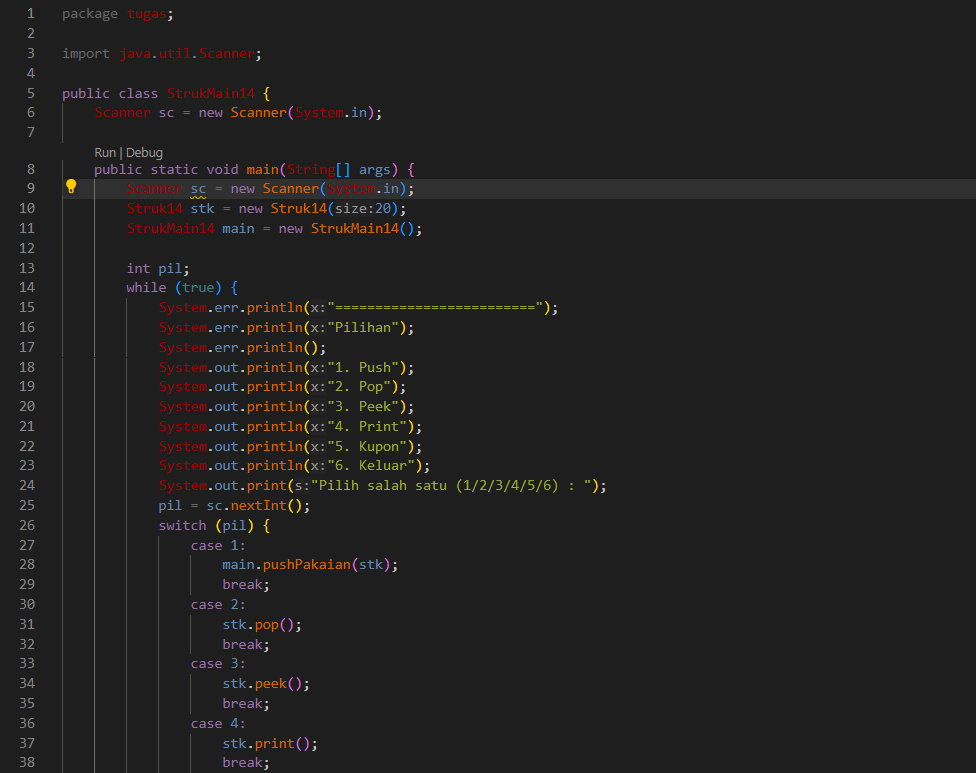 1 package tugas;
2
3 import java.util.Scanner;
4
5 public class StrukMain14 {
6 Scanner sc = new Scanner(System.in);
7
Run | Debug
8 public static void main(String[] args) {
9 Scanner sc = new Scanner(System.in);
10 Struk14 stk = new Struk14(size:20);
11 StrukMain14 main = new StrukMain14();
12
13 int pil;
14 while (true) {
15 System.err.println(x:"=========================");
16 System.err.println(x:"Pilihan");
17 System.err.println();
18 System.out.println(x:"1. Push");
19 System.out.println(x:"2. Pop");
20 System.out.println(x:"3. Peek");
21 System.out.println(x:"4. Print");
22 System.out.println(x:"5. Kupon");
23 System.out.println(x:"6. Keluar");
24 System.out.print(s:"Pilih salah satu (1/2/3/4/5/6) : ");
25 pil = sc.nextInt();
26 switch (pil) {
27 case 1:
28 main.pushPakaian(stk);
29 break;
30 case 2:
31 stk.pop();
32 break;
33 case 3:
34 stk.peek();
35 break;
36 case 4:
37 stk.print();
38 break;